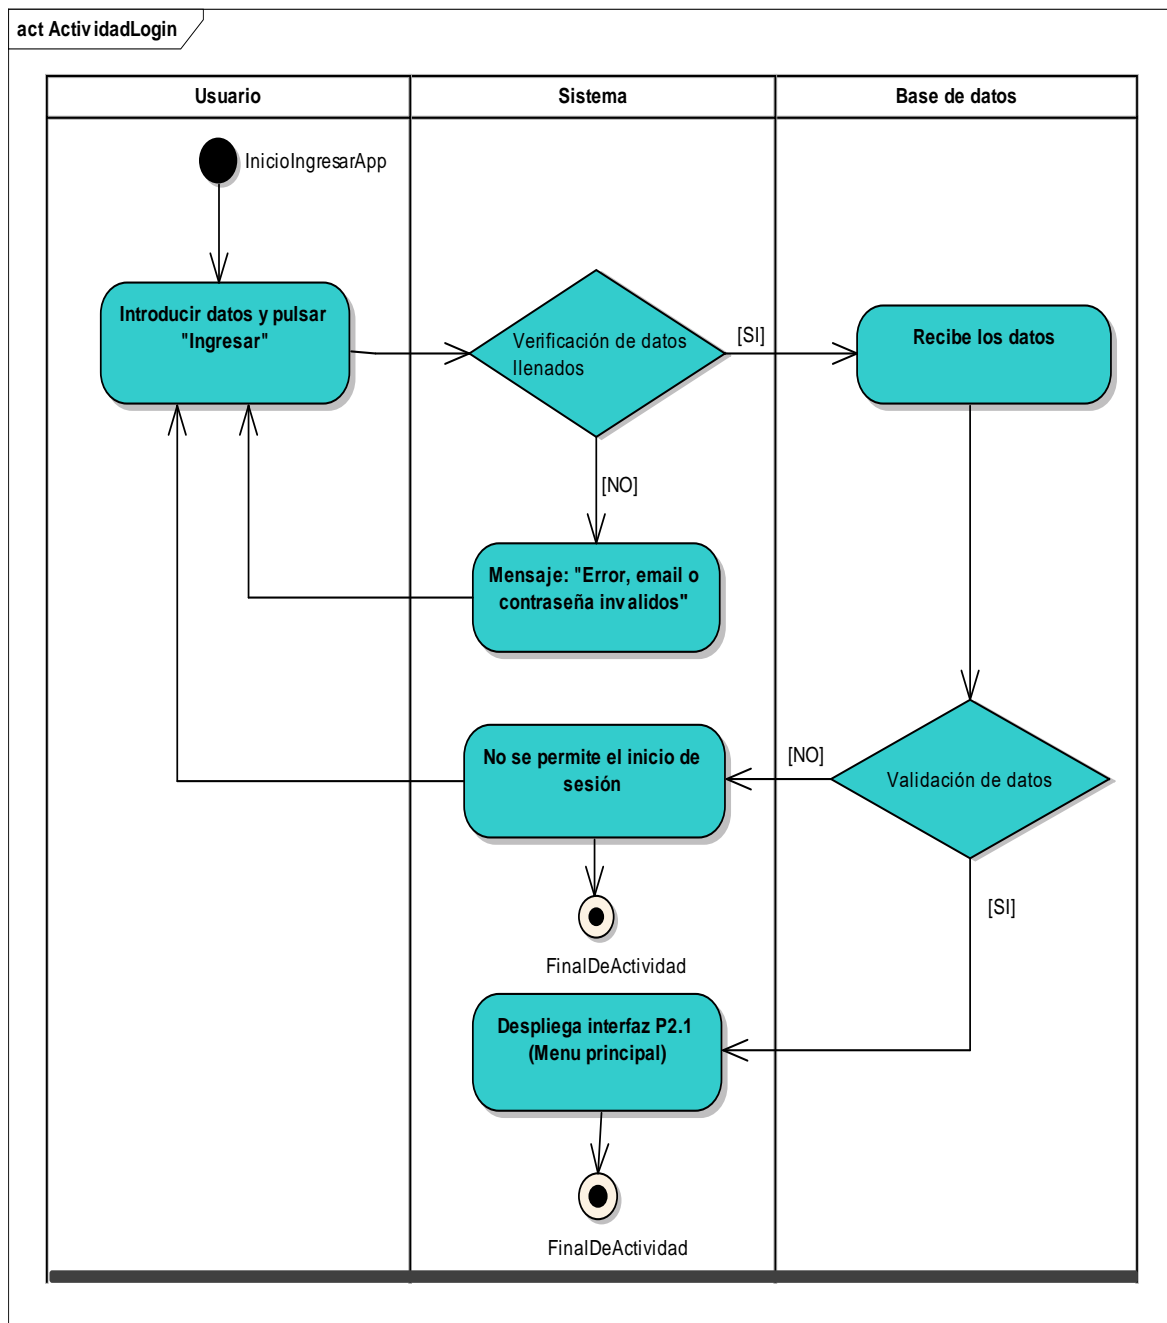 act ActividadLogin
Usuario
Sistema
Base de datos
InicioIngresarApp
Introducir datos y pulsar
"Ingresar"
Verificación de datos
llenados
[SI]
Recibe los datos
[NO]
Mensaje: "Error, email o
contraseña invalidos"
No se permite el inicio de
sesión
[NO]
Validación de datos
[SI]
FinalDeActividad
Despliega interfaz P2.1
(Menu principal)
FinalDeActividad